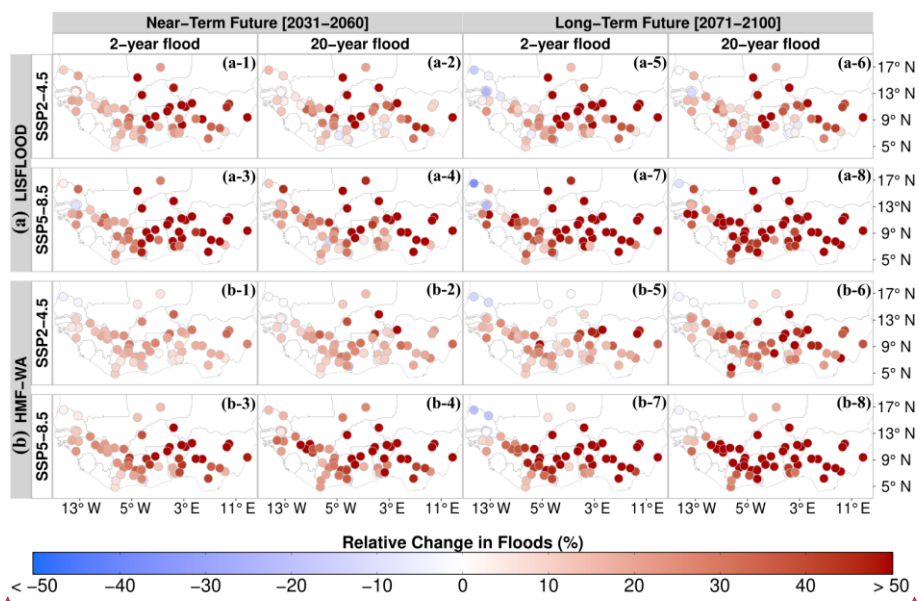 Near−Term Future [2031−2060] Long−Term Future [2071−2100]
2−year flood 20−year flood 2−year flood 20−year flood
(a) LISFLOOD
SSP2−4.5
(a-1) (a-2) (a-5) (a-6)
17° N
13° N
9° N
5° N
SSP5−8.5
(a-3) (a-4) (a-7) (a-8)
17° N
13° N
9° N
5° N
(b) HMF−WA
SSP2−4.5
(b-1) (b-2) (b-5) (b-6)
17° N
13° N
9° N
5° N
SSP5−8.5
(b-3) (b-4) (b-7) (b-8)
17° N
13° N
9° N
5° N
13° W 5° W 3° E 11° E 13° W 5° W 3° E 11° E 13° W 5° W 3° E 11° E 13° W 5° W 3° E 11° E
Relative Change in Floods (%)
< −50 −40 −30 −20 −10 0 10 20 30 40 > 50